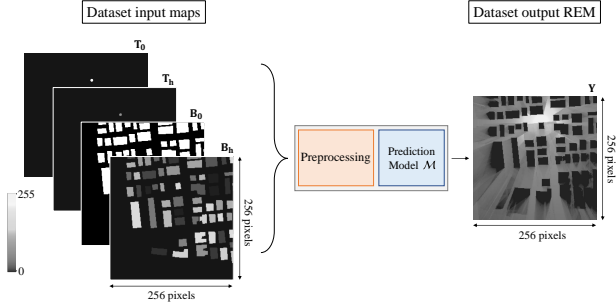 Dataset input maps
Dataset output REM
T₀
Tₕ
B₀
Bₕ
255
0
256 pixels
256 pixels
Preprocessing
Prediction
Model ℳ
Y
256 pixels
256 pixels